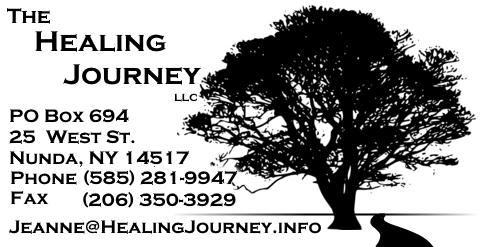 The
Healing
Journey
LLC
PO Box 694
25 West St.
Nunda, NY 14517
Phone (585) 281-9947
Fax (206) 350-3929
Jeanne@HealingJourney.info